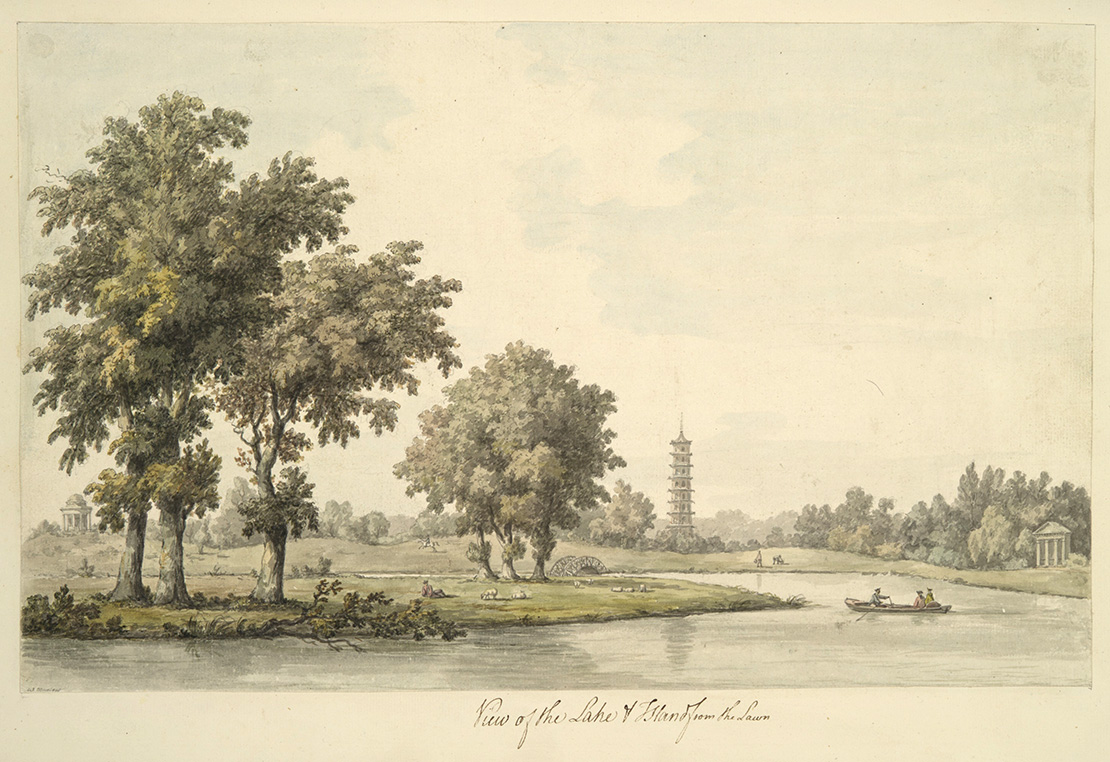 View of the Lake & Island from the Lawn